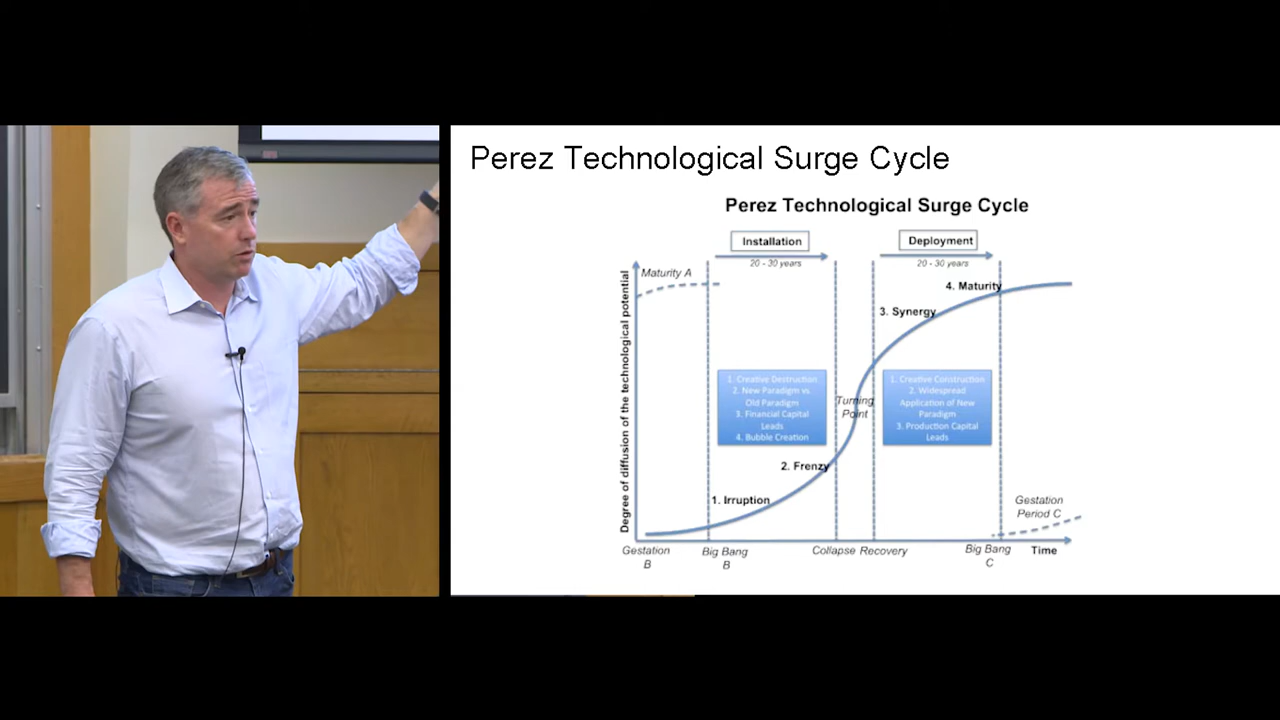 Perez Technological Surge Cycle
Perez Technological Surge Cycle
Installation
Deployment
20 - 30 years
20 - 30 years
Maturity A
4. Maturity
3. Synergy
Degree of diffusion of the technological potential
1. Creative Destruction
2. New Paradigm vs
Old Paradigm
3. Financial Capital
Leads
4. Bubble Creation
Turning
Point
1. Creative Construction
2. Widespread
Application of New
Paradigm
3. Production Capital
Leads
2. Frenzy
1. Irruption
Gestation
Period C
Gestation
B
Big Bang
B
Collapse Recovery
Big Bang
C
Time